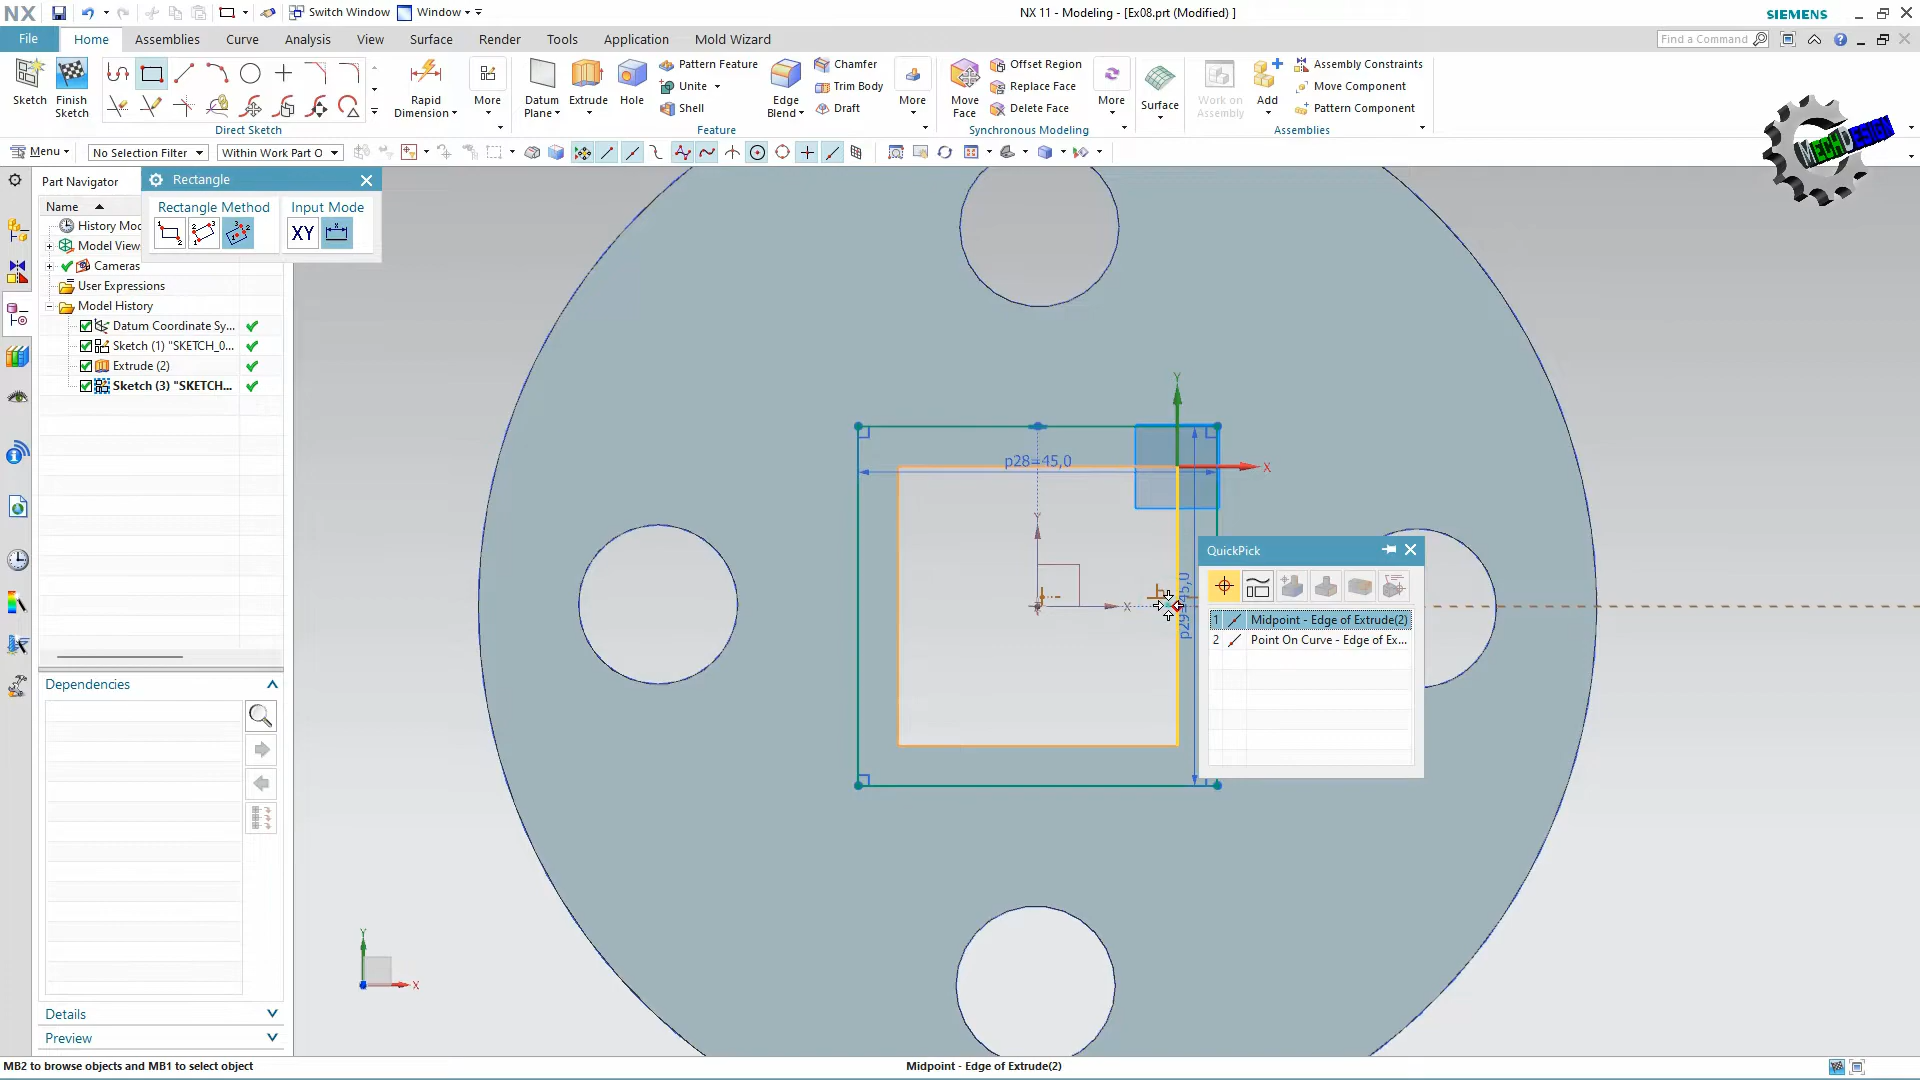 NX
Switch Window
Window
NX 11 - Modeling - [Ex08.prt (Modified) ]
SIEMENS
File
Home
Assemblies
Curve
Analysis
View
Surface
Render
Tools
Application
Mold Wizard
Find a Command
Sketch
Finish
Sketch
Rapid
Dimension
More
Direct Sketch
Datum
Plane
Extrude
Hole
Pattern Feature
Unite
Shell
Edge
Blend
Chamfer
Trim Body
Draft
More
Feature
Move
Face
Offset Region
Replace Face
Delete Face
More
Synchronous Modeling
Surface
Work on
Assembly
Add
Assembly Constraints
Move Component
Pattern Component
Assemblies
MECHDESIGN
Menu
No Selection Filter
Within Work Part O
Part Navigator
Name
History Mod
Model View
Cameras
User Expressions
Model History
Datum Coordinate Sy...
Sketch (1) "SKETCH_0...
Extrude (2)
Sketch (3) "SKETCH...
Rectangle
Rectangle Method
Input Mode
XY
Y
X
p28=45,0
Y
X
QuickPick
1 Midpoint - Edge of Extrude(2)
2 Point On Curve - Edge of Ex...
Dependencies
Details
Preview
Y
X
MB2 to browse objects and MB1 to select object
Midpoint - Edge of Extrude(2)